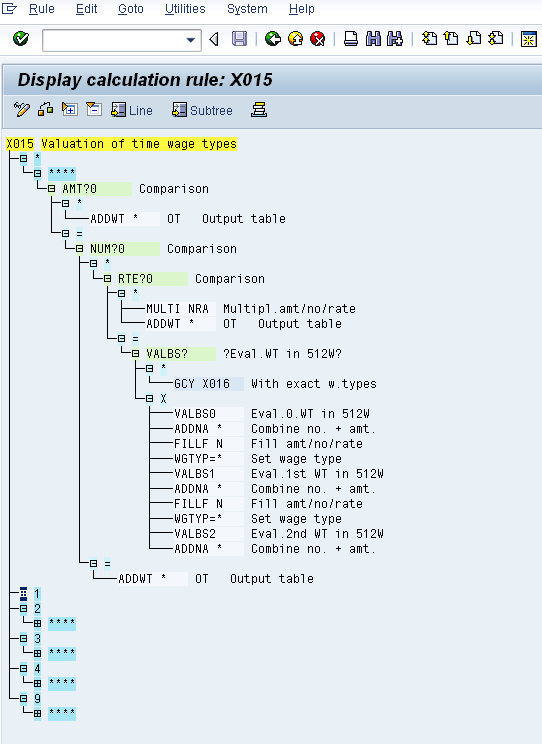 Rule Edit Goto Utilities System Help
Display calculation rule: X015
Line Subtree
X015 Valuation of time wage types
*
****
AMT?0 Comparison
*
ADDWT * OT Output table
=
NUM?0 Comparison
*
RTE?0 Comparison
*
MULTI NRA Multipl.amt/no/rate
ADDWT * OT Output table
=
VALBS? ?Eval.WT in 512W?
*
GCY X016 With exact w.types
X
VALBS0 Eval.0.WT in 512W
ADDNA * Combine no. + amt.
FILLF N Fill amt/no/rate
WGTYP=* Set wage type
VALBS1 Eval.1st WT in 512W
ADDNA * Combine no. + amt.
FILLF N Fill amt/no/rate
WGTYP=* Set wage type
VALBS2 Eval.2nd WT in 512W
ADDNA * Combine no. + amt.
=
ADDWT * OT Output table
1
2
****
3
****
4
****
9
****